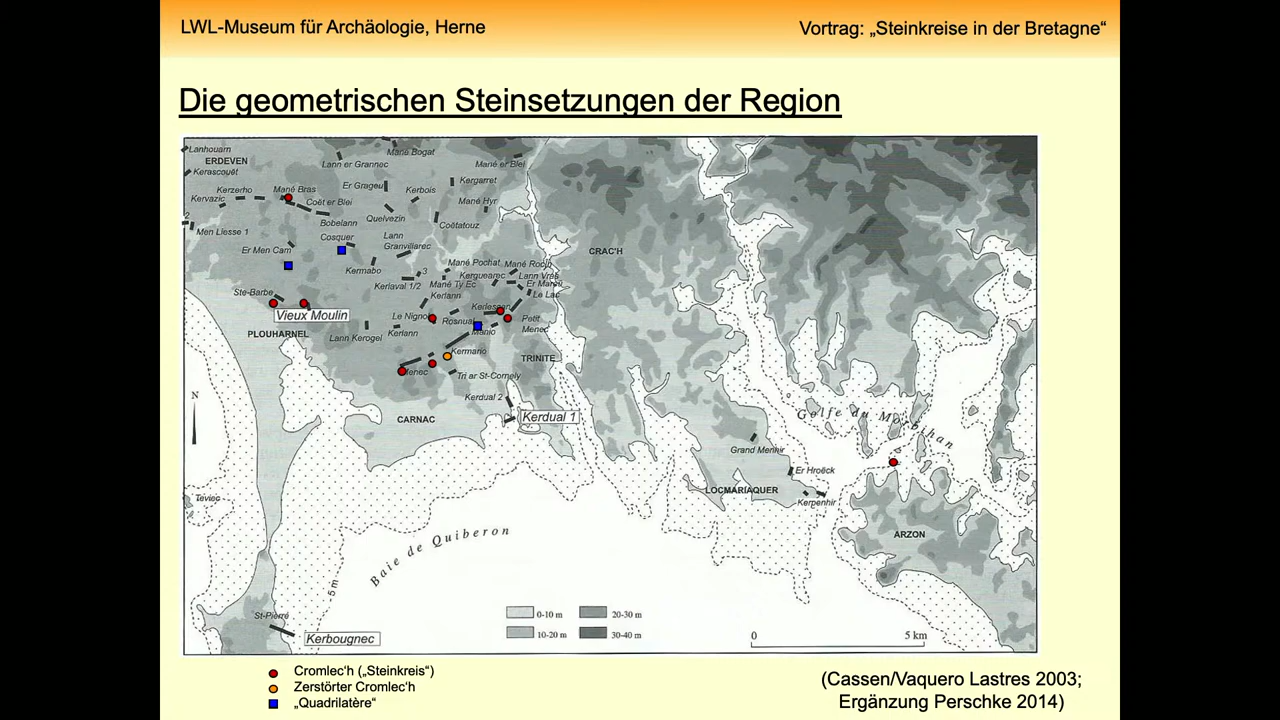 LWL-Museum für Archäologie, Herne
Vortrag: „Steinkreise in der Bretagne“
Die geometrischen Steinsetzungen der Region
Lanhouarn
ERDEVEN
Kerascouët
Lann er Grannec
Mané Bogat
Mané er Blei
Kerzerho
Mané Bras
Er Grageu
Kerbois
Kergarret
Kervazic
Coët er Blei
Mané Hyr
2
Men Liesse 1
Bobelann
Quelvezin
Coëtatouz
Cosquer
Lann
Granvillarec
Er Men Cam
CRAC'H
Kermabo
3
Mané Pochat
Mané Roch
Kerlaval 1/2
Mané Ty Ec
Lann Vras
Ste-Barbe
Kerlann
Er Mané
Le Lac
Vieux Moulin
Le Nignol
Rosnual
Kerlescan
Petit
Menec
PLOUHARNEL
Lann Kerogel
Kerlann
Manio
Kermario
TRINITE
Menec
Tri ar St-Cornely
N
Kerdual 2
CARNAC
Kerdual 1
Golfe du Morbihan
Grand Menhir
Er Hroëck
LOCMARIAQUER
Kerpenhir
Teviec
ARZON
Baie de Quiberon
5m
St-Pierre
Kerbougnec
0-10 m
20-30 m
10-20 m
30-40 m
0
5 km
Cromlec‘h („Steinkreis“)
Zerstörter Cromlec‘h
„Quadrilatère“
(Cassen/Vaquero Lastres 2003;
Ergänzung Perschke 2014)